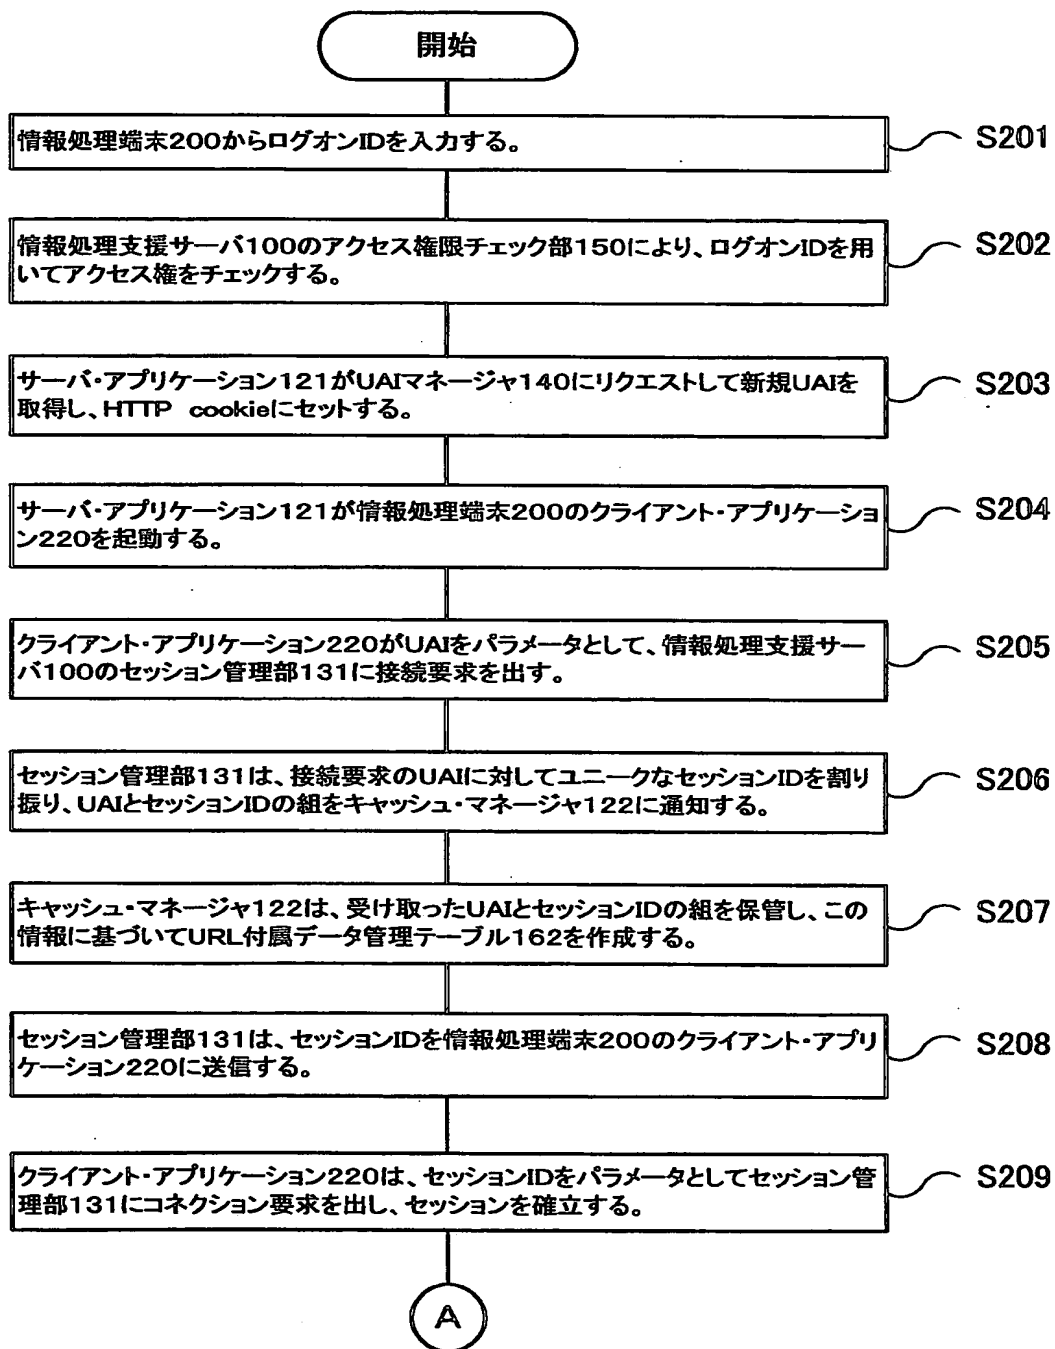 開始
情報処理端末200からログオンIDを入力する。
S201
情報処理支援サーバ100のアクセス権限チェック部150により、ログオンIDを用
いてアクセス権をチェックする。
S202
サーバ・アプリケーション121がUAIマネージャ140にリクエストして新規UAIを
取得し、HTTP cookieにセットする。
S203
サーバ・アプリケーション121が情報処理端末200のクライアント・アプリケーショ
ン220を起動する。
S204
クライアント・アプリケーション220がUAIをパラメータとして、情報処理支援サー
バ100のセッション管理部131に接続要求を出す。
S205
セッション管理部131は、接続要求のUAIに対してユニークなセッションIDを割り
振り、UAIとセッションIDの組をキャッシュ・マネージャ122に通知する。
S206
キャッシュ・マネージャ122は、受け取ったUAIとセッションIDの組を保管し、この
情報に基づいてURL付属データ管理テーブル162を作成する。
S207
セッション管理部131は、セッションIDを情報処理端末200のクライアント・アプリ
ケーション220に送信する。
S208
クライアント・アプリケーション220は、セッションIDをパラメータとしてセッション管
理部131にコネクション要求を出し、セッションを確立する。
S209
A